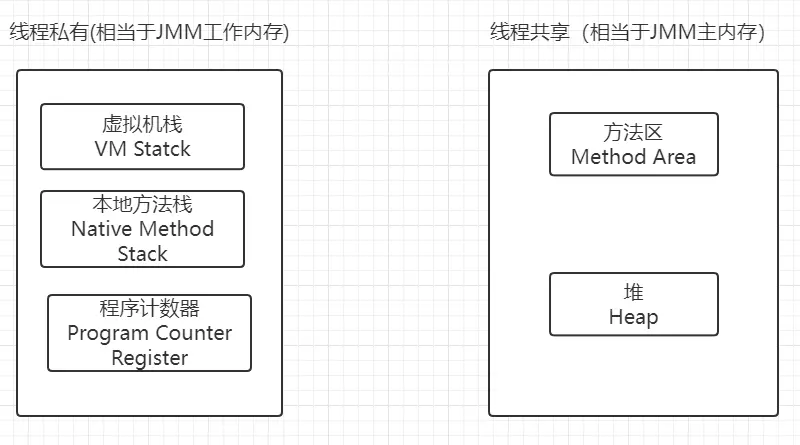 线程私有(相当于JMM工作内存)
线程共享（相当于JMM主内存）
虚拟机栈
VM Statck
本地方法栈
Native Method
Stack
程序计数器
Program Counter
Register
方法区
Method Area
堆
Heap